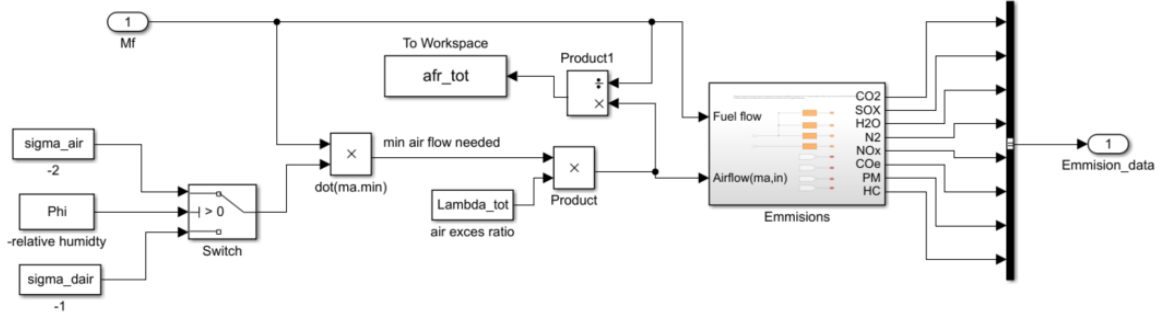 1
Mf
To Workspace
afr_tot
Product1
÷
×
sigma_air
-2
Phi
-relative humidty
sigma_dair
-1
> 0
Switch
×
dot(ma.min)
min air flow needed
×
Product
Lambda_tot
air exces ratio
Fuel flow
Airflow(ma,in)
CO2
SOX
H2O
N2
NOx
COe
PM
HC
Emmisions
1
Emmision_data